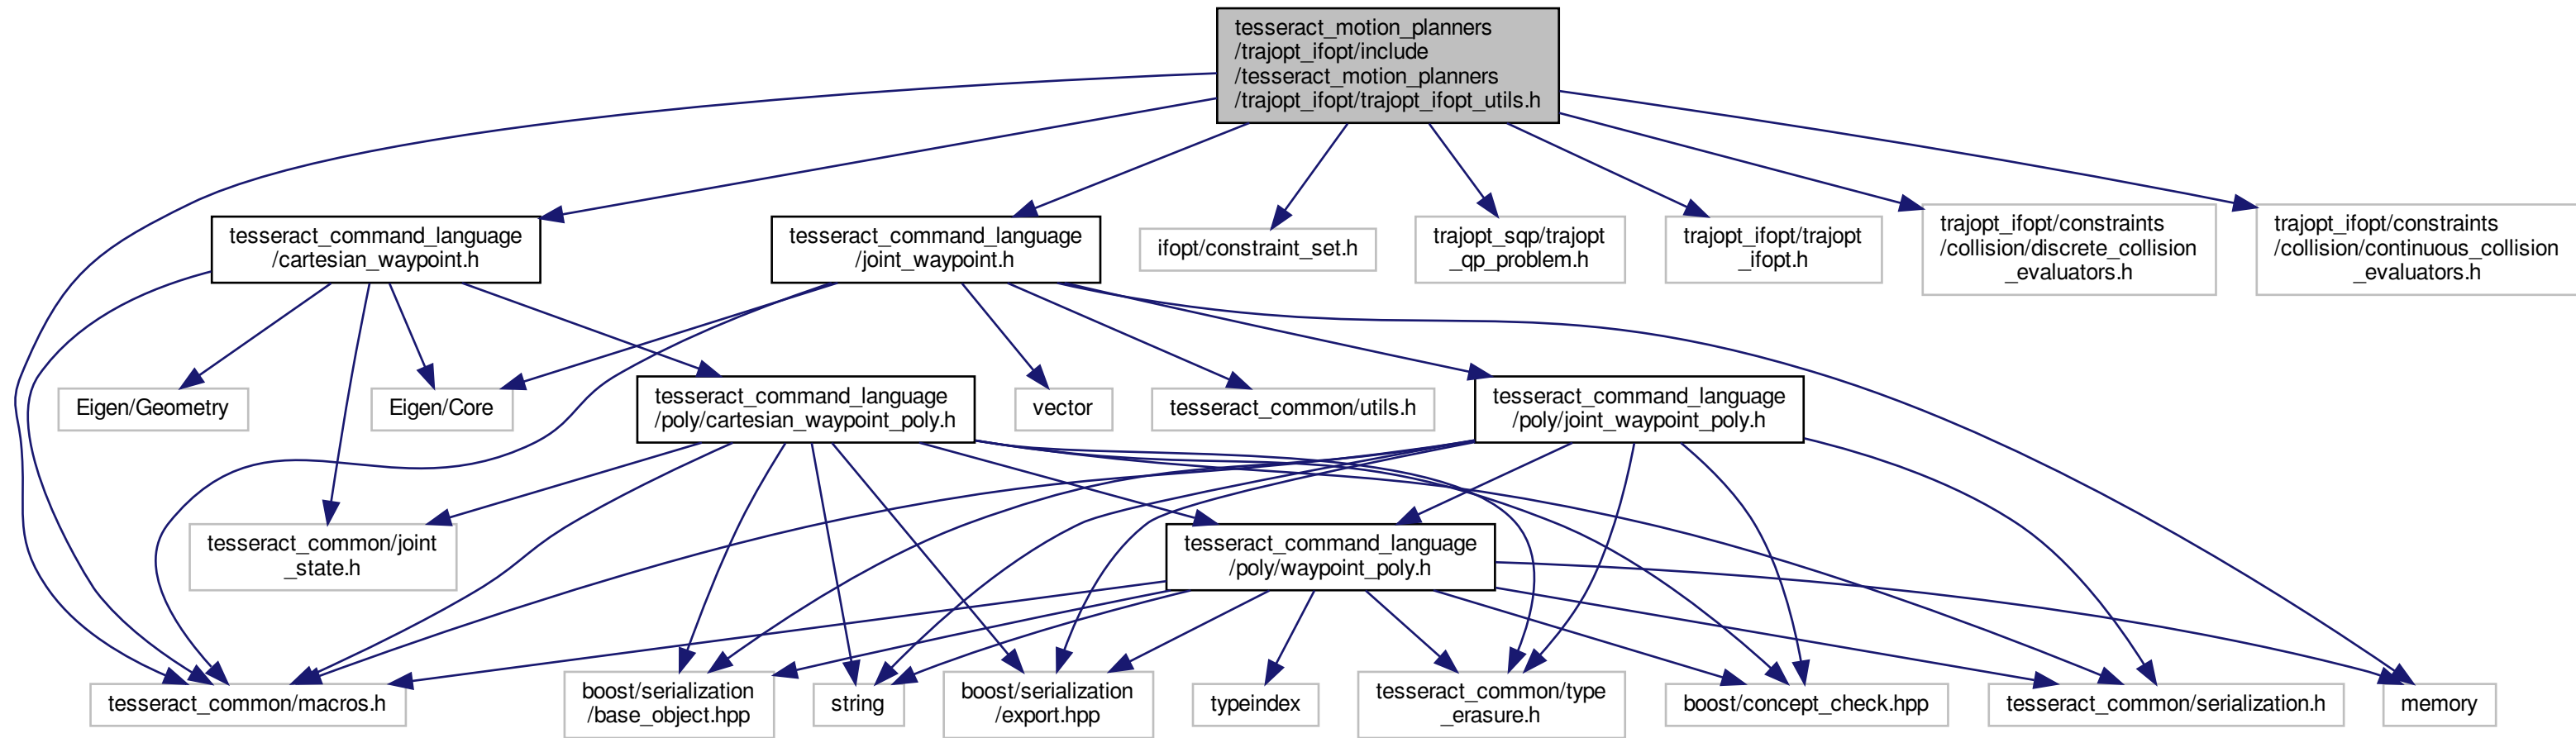 tesseract_motion_planners
/trajopt_ifopt/include
/tesseract_motion_planners
/trajopt_ifopt/trajopt_ifopt_utils.h
tesseract_command_language
/cartesian_waypoint.h
tesseract_command_language
/joint_waypoint.h
ifopt/constraint_set.h
trajopt_sqp/trajopt
_qp_problem.h
trajopt_ifopt/trajopt
_ifopt.h
trajopt_ifopt/constraints
/collision/discrete_collision
_evaluators.h
trajopt_ifopt/constraints
/collision/continuous_collision
_evaluators.h
Eigen/Geometry
Eigen/Core
tesseract_command_language
/poly/cartesian_waypoint_poly.h
vector
tesseract_common/utils.h
tesseract_command_language
/poly/joint_waypoint_poly.h
tesseract_common/joint
_state.h
tesseract_command_language
/poly/waypoint_poly.h
tesseract_common/macros.h
boost/serialization
/base_object.hpp
string
boost/serialization
/export.hpp
typeindex
tesseract_common/type
_erasure.h
boost/concept_check.hpp
tesseract_common/serialization.h
memory